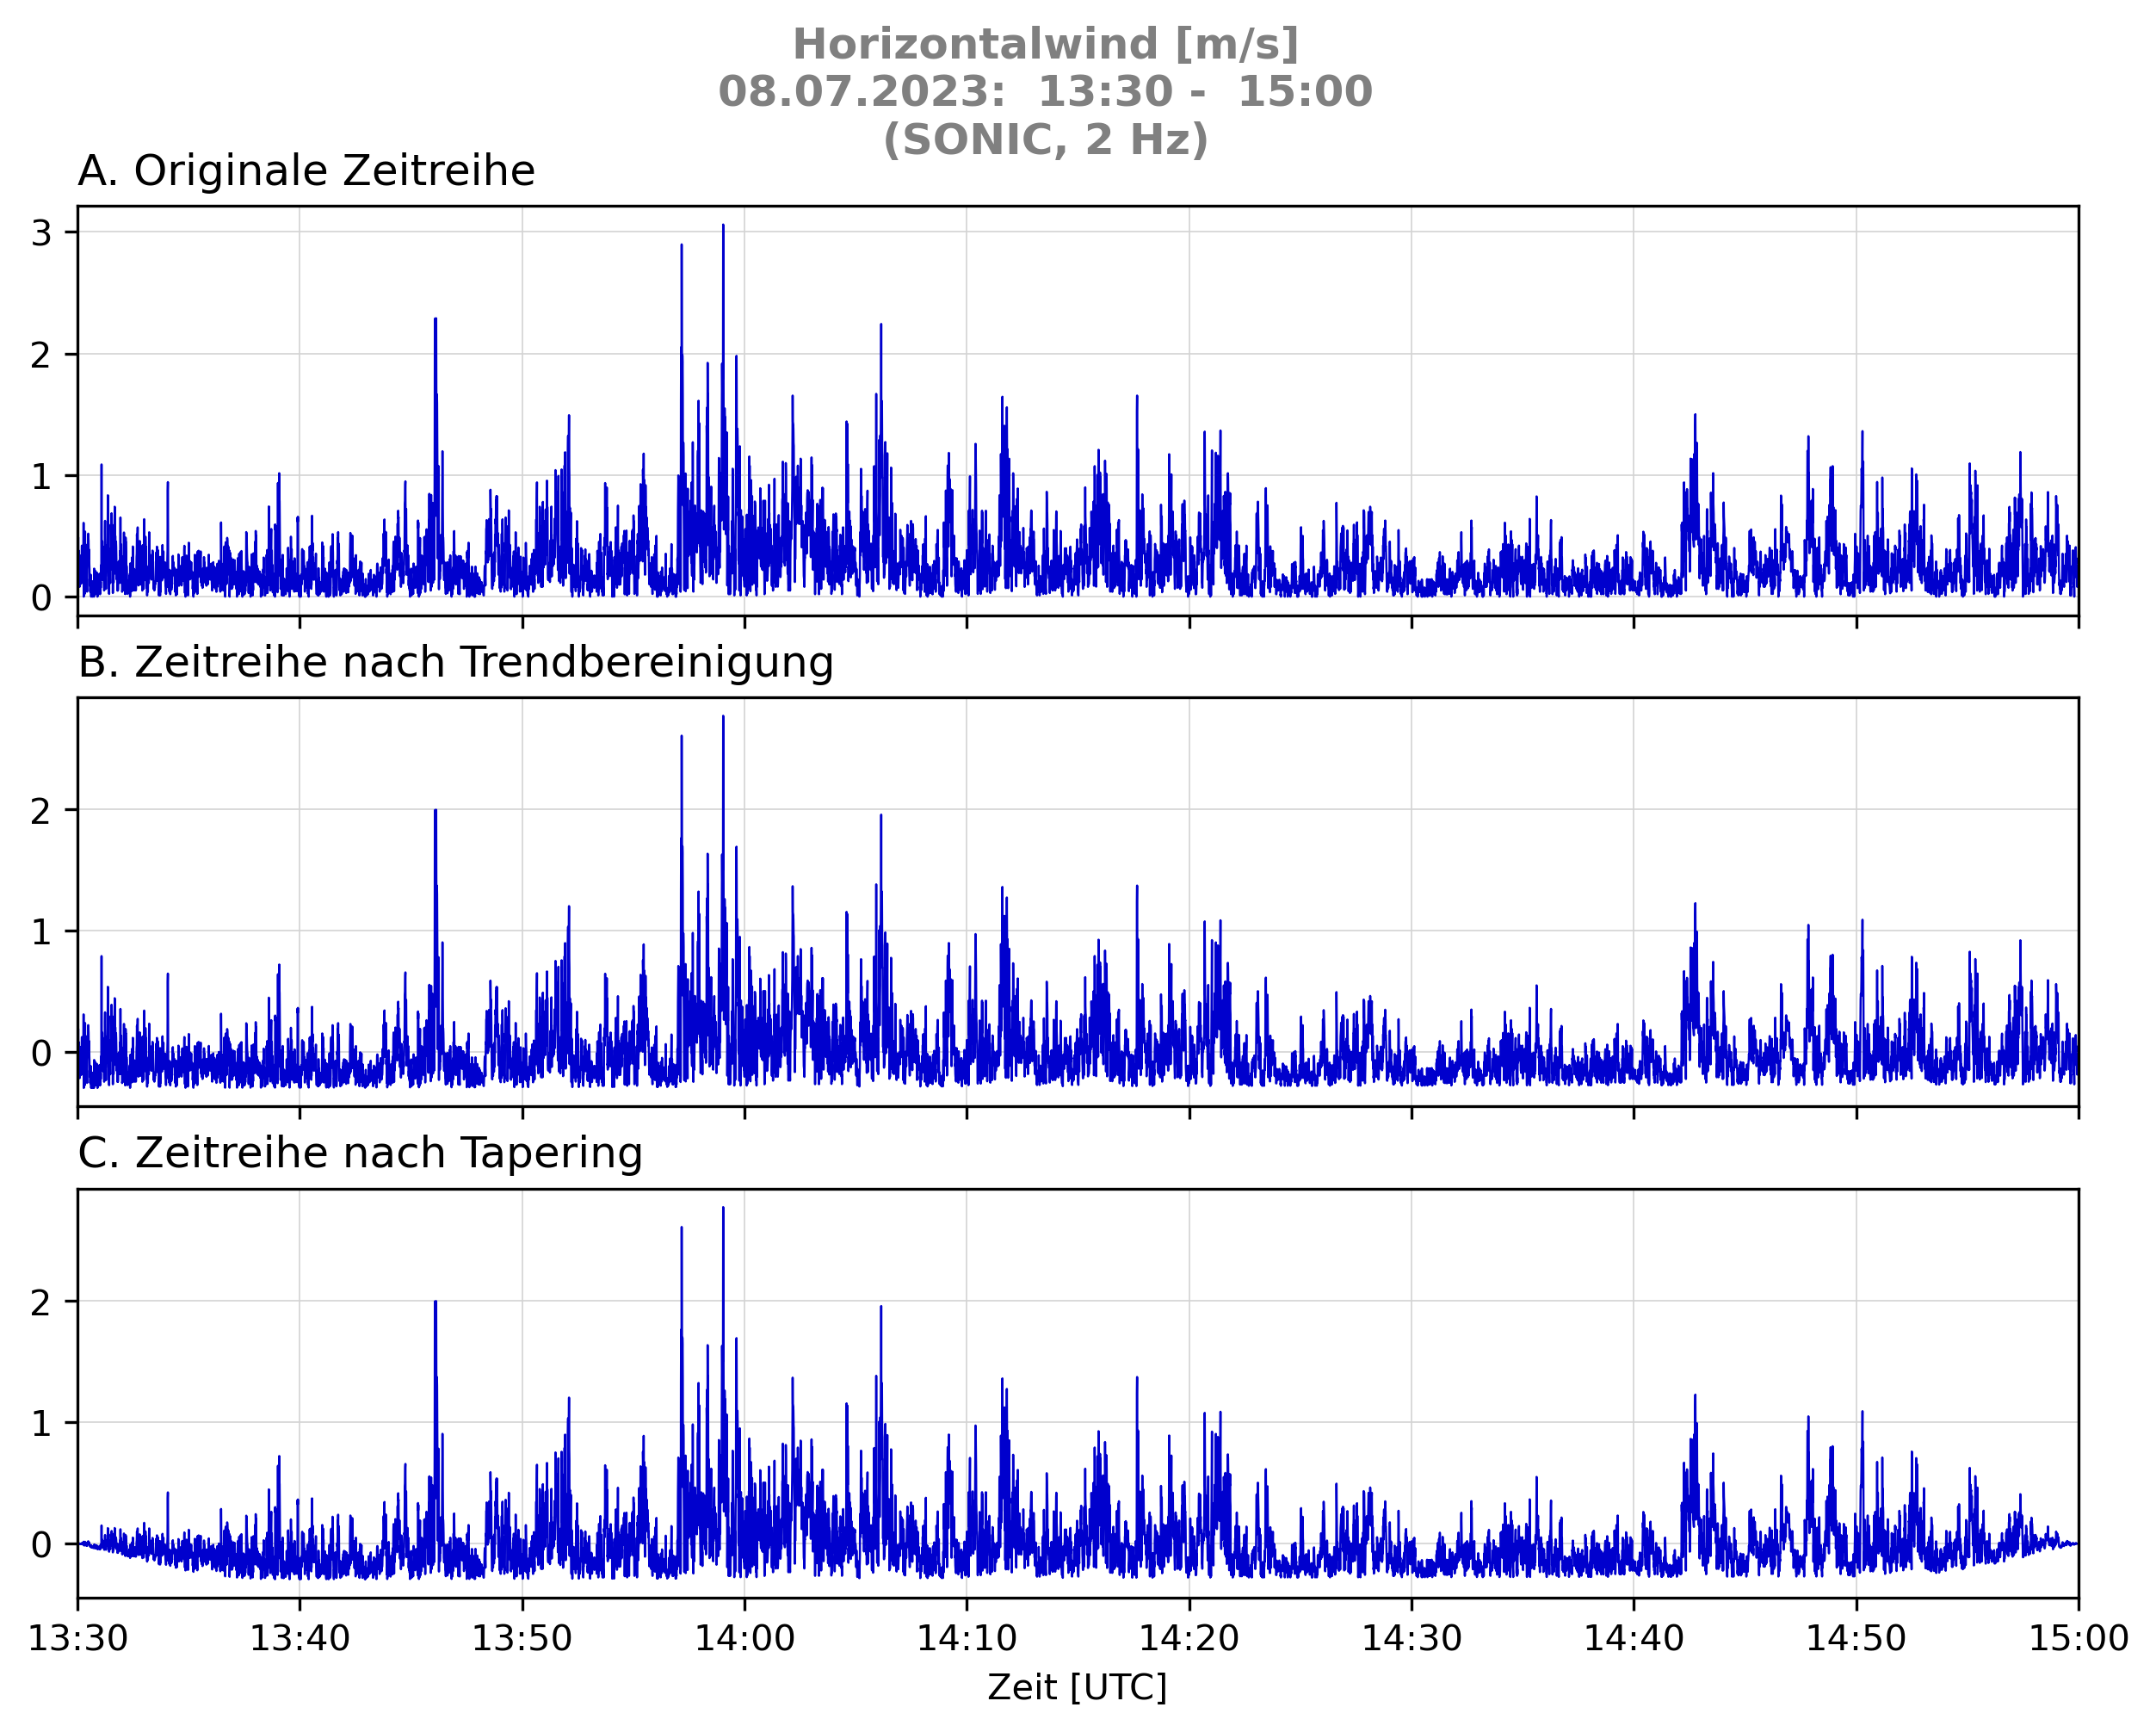 Horizontalwind [m/s]
08.07.2023:  13:30 -  15:00
(SONIC, 2 Hz)
A. Originale Zeitreihe
3
2
1
0
B. Zeitreihe nach Trendbereinigung
2
1
0
C. Zeitreihe nach Tapering
2
1
0
13:30 13:40 13:50 14:00 14:10 14:20 14:30 14:40 14:50 15:00
Zeit [UTC]